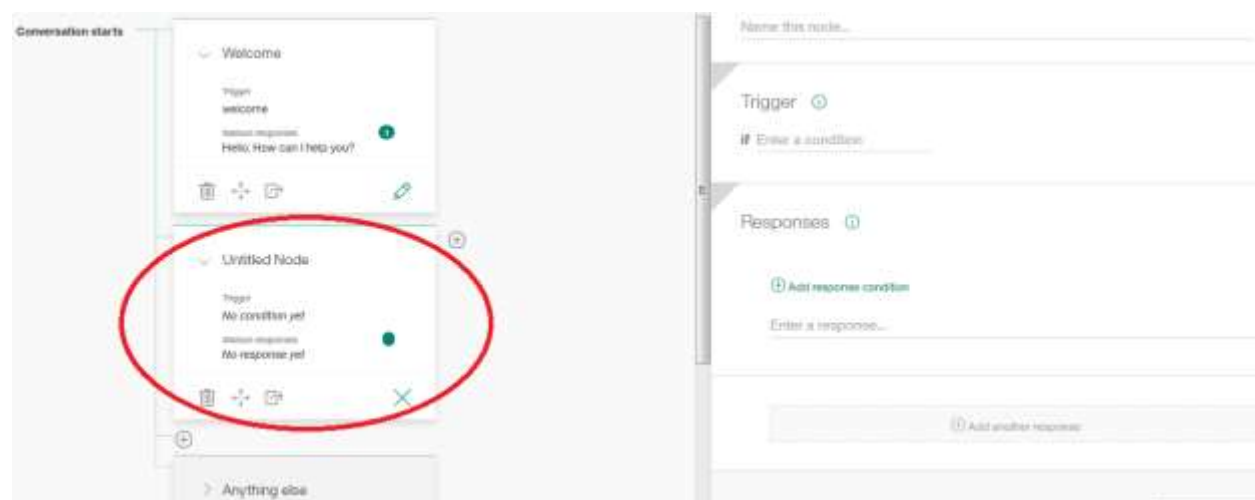 Conversation starts
Welcome
Trigger
welcome
Watson responses
1
Hello. How can I help you?
Untitled Node
Trigger
No condition yet
Watson responses
No response yet
Anything else
Name this node...
Trigger
if Enter a condition
Responses
Add response condition
Enter a response...
Add another response